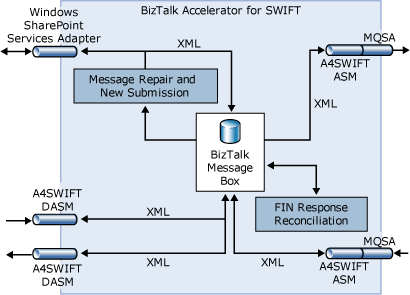 Windows
SharePoint
Services Adapter
BizTalk Accelerator for SWIFT
XML
MQSA
A4SWIFT
ASM
Message Repair and
New Submission
XML
BizTalk
Message
Box
A4SWIFT
DASM
XML
FIN Response
Reconciliation
XML
A4SWIFT
DASM
XML
MQSA
A4SWIFT
ASM